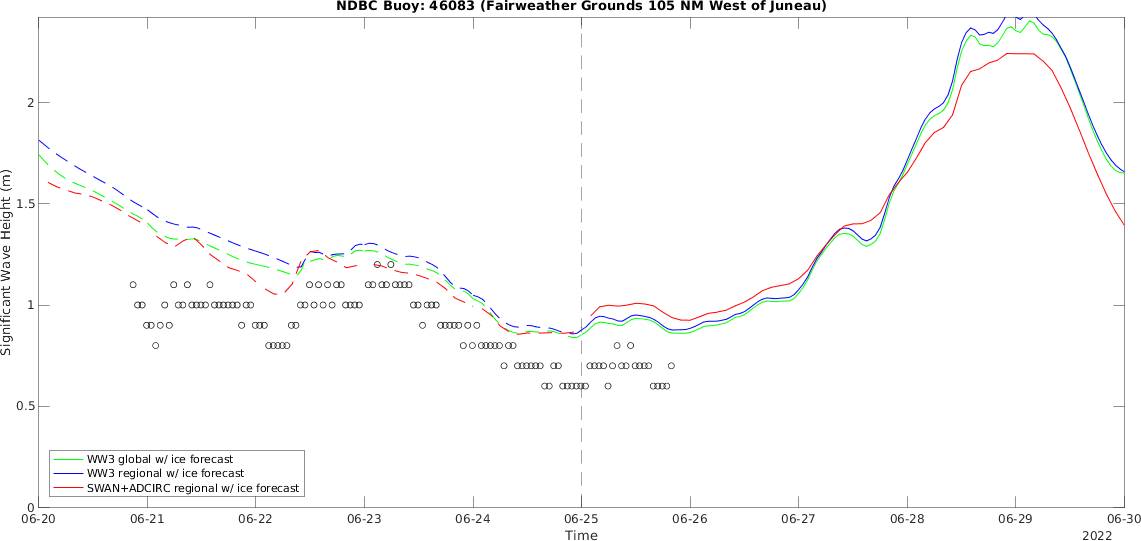 NDBC Buoy: 46083 (Fairweather Grounds 105 NM West of Juneau)
Significant Wave Height (m)
2
1.5
1
0.5
0
WW3 global w/ ice forecast
WW3 regional w/ ice forecast
SWAN+ADCIRC regional w/ ice forecast
06-20 06-21 06-22 06-23 06-24 06-25 06-26 06-27 06-28 06-29 06-30
Time
2022